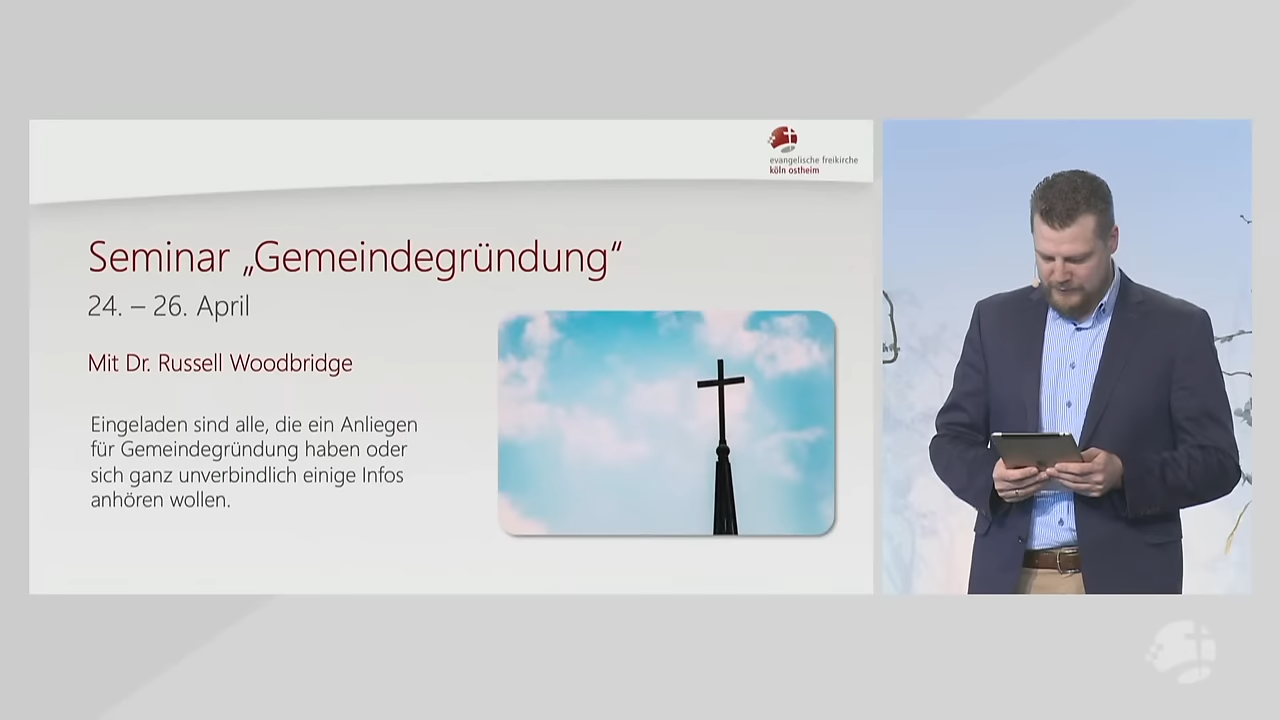 evangelische freikirche
köln ostheim
Seminar „Gemeindegründung“
24. – 26. April
Mit Dr. Russell Woodbridge
Eingeladen sind alle, die ein Anliegen
für Gemeindegründung haben oder
sich ganz unverbindlich einige Infos
anhören wollen.